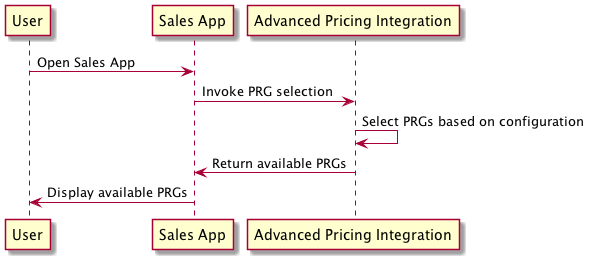 User
Sales App
Advanced Pricing Integration
Open Sales App
Invoke PRG selection
Select PRGs based on configuration
Return available PRGs
Display available PRGs
User
Sales App
Advanced Pricing Integration